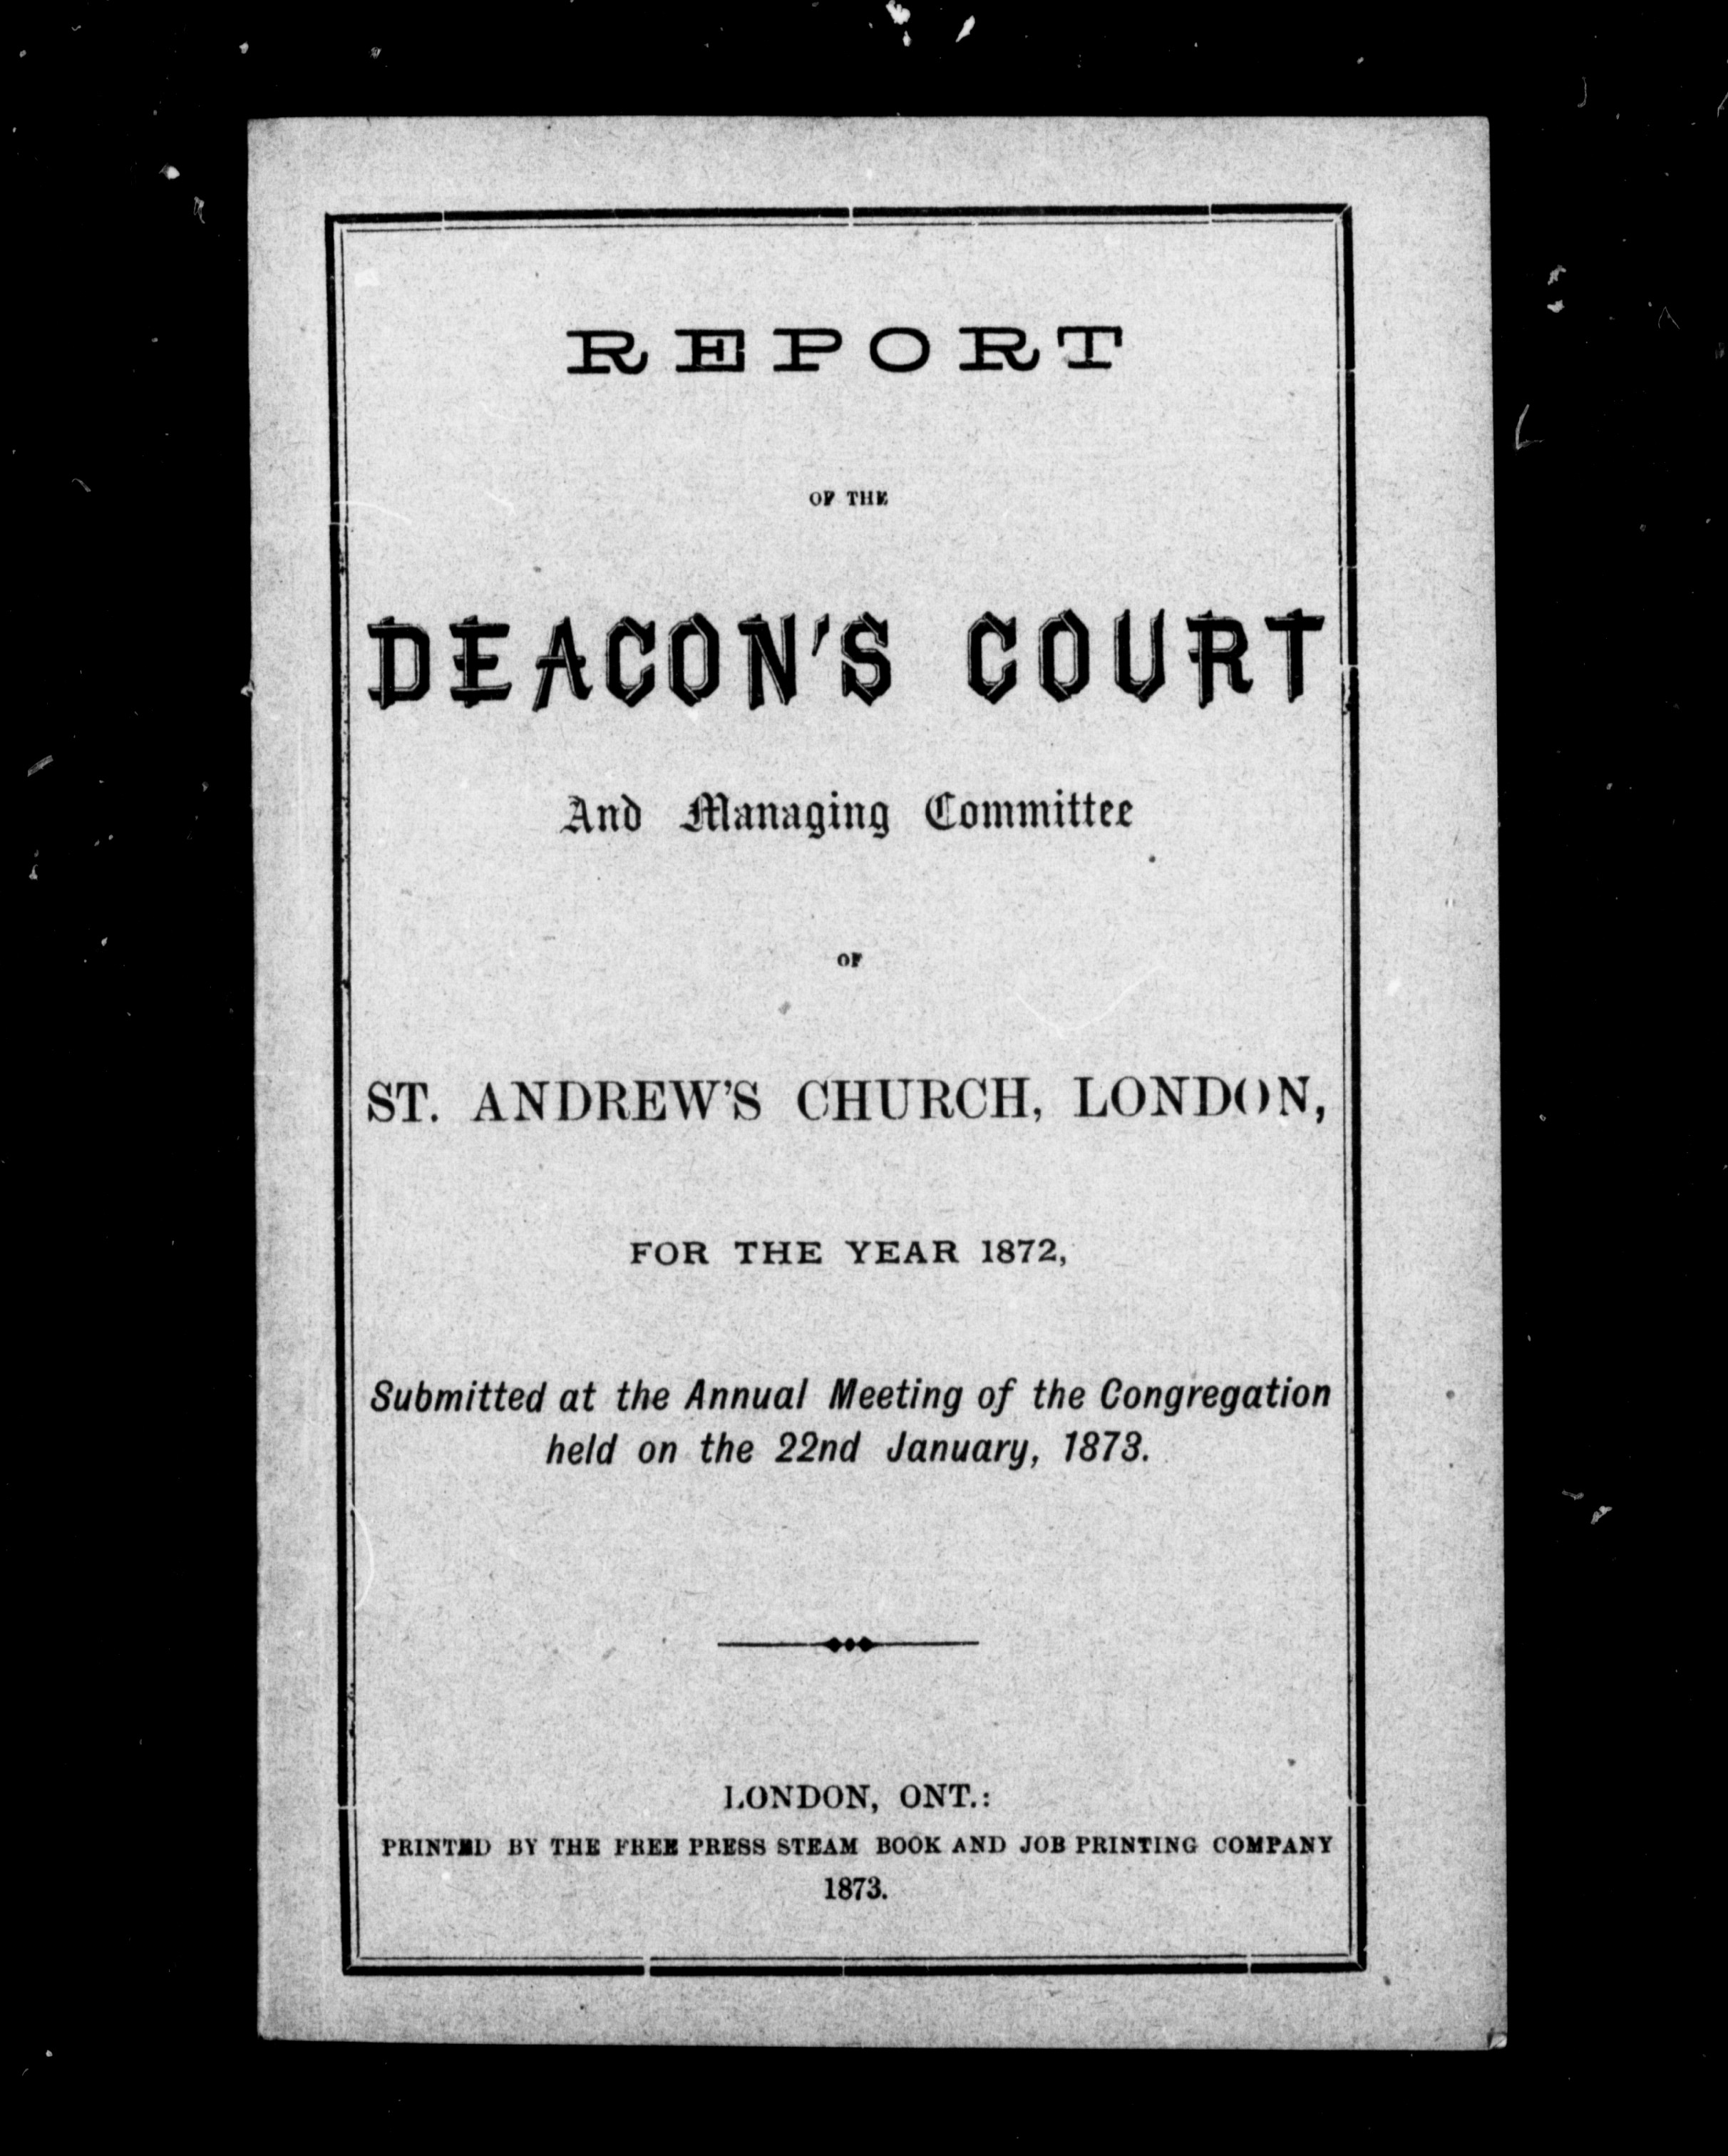 REPORT
OF THE
DEACON'S COURT
And Managing Committee
OF
ST. ANDREW'S CHURCH, LONDON,
FOR THE YEAR 1872,
Submitted at the Annual Meeting of the Congregation
held on the 22nd January, 1873.
LONDON, ONT.:
PRINTED BY THE FREE PRESS STEAM BOOK AND JOB PRINTING COMPANY
1873.